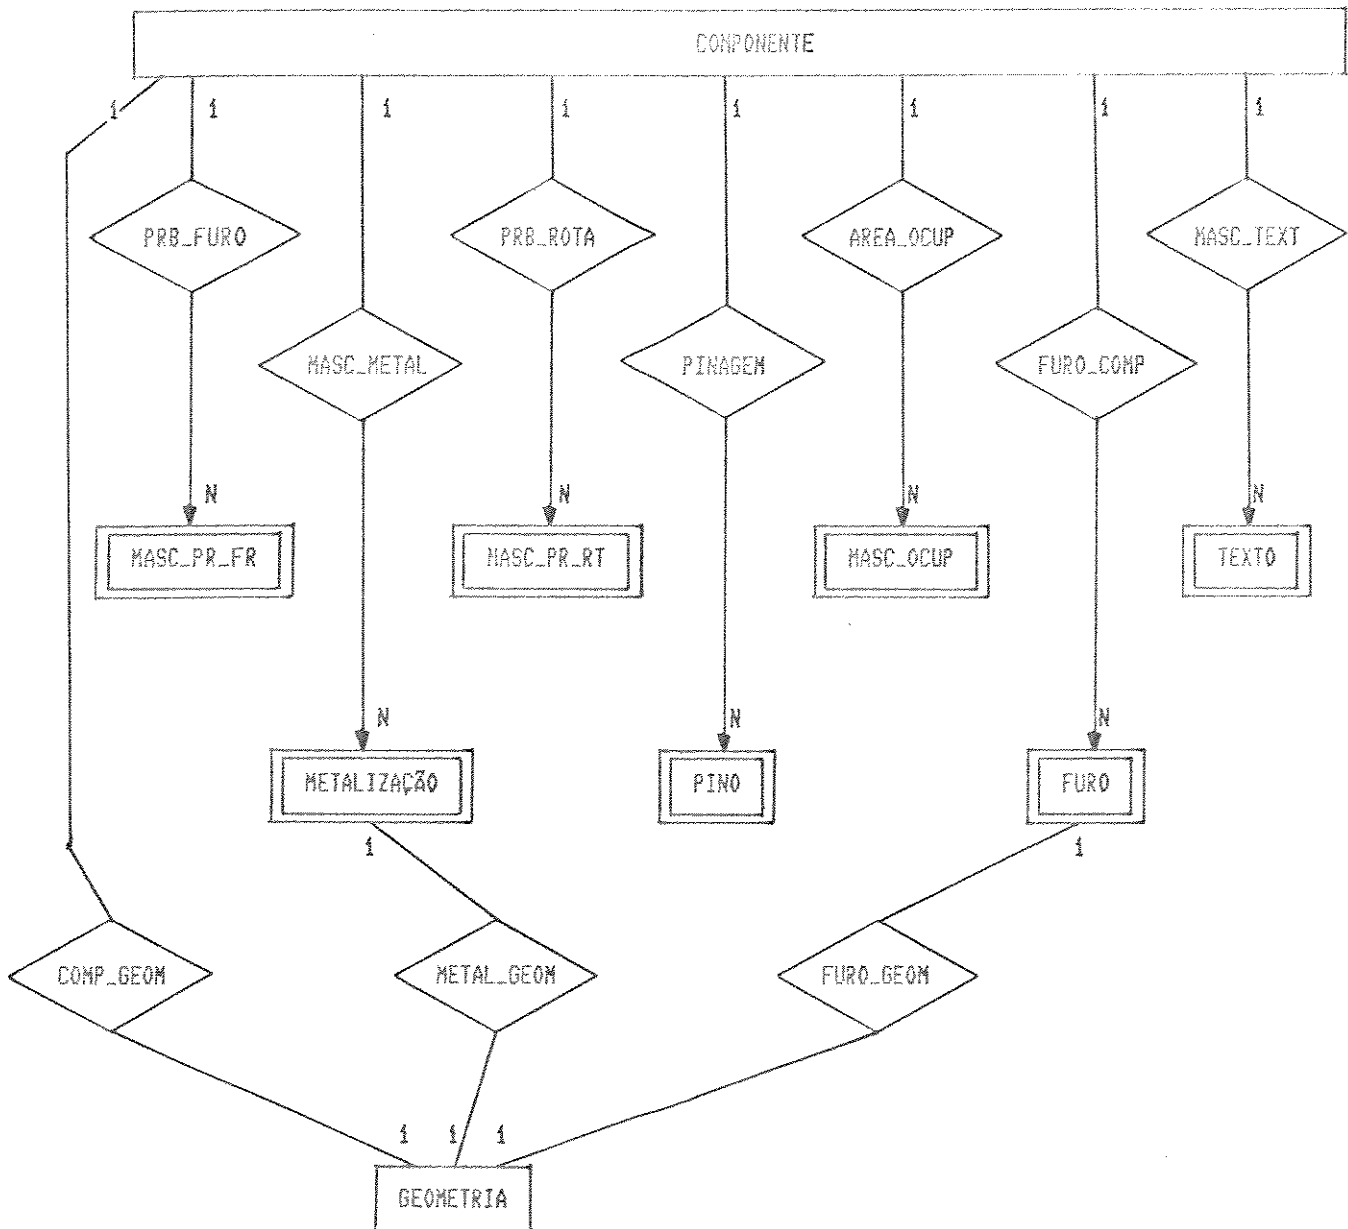 COMPONENTE
1 1 1 1 1 1 1 1
PRB_FURO PRB_ROTA AREA_OCUP MASC_TEXT
MASC_METAL PINAGEM FURO_COMP
N N N N
MASC_PR_FR MASC_PR_RT MASC_OCUP TEXTO
N N N
METALIZAÇÃO PINO FURO
1 1
COMP_GEOM METAL_GEOM FURO_GEOM
1 1 1
GEOMETRIA